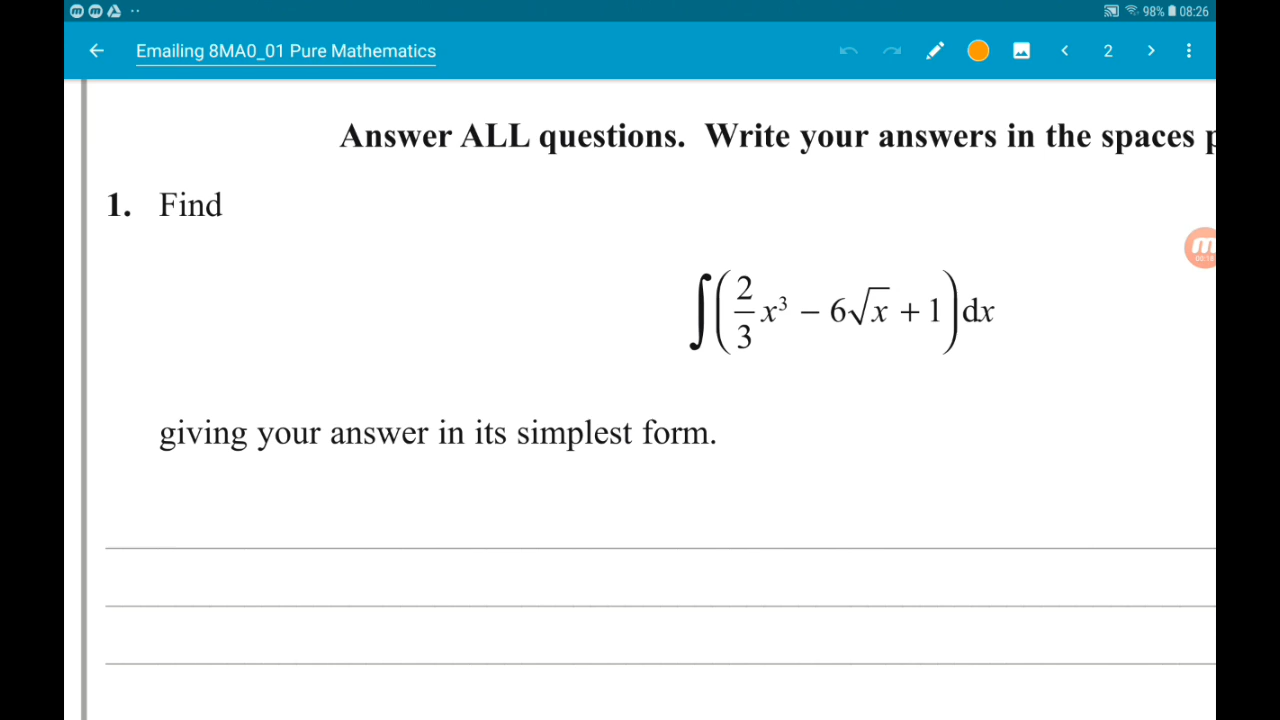 98% 08:26
Emailing 8MA0_01 Pure Mathematics
2
Answer ALL questions. Write your answers in the spaces
1. Find
∫(2/3 x³ − 6√x + 1)dx
giving your answer in its simplest form.